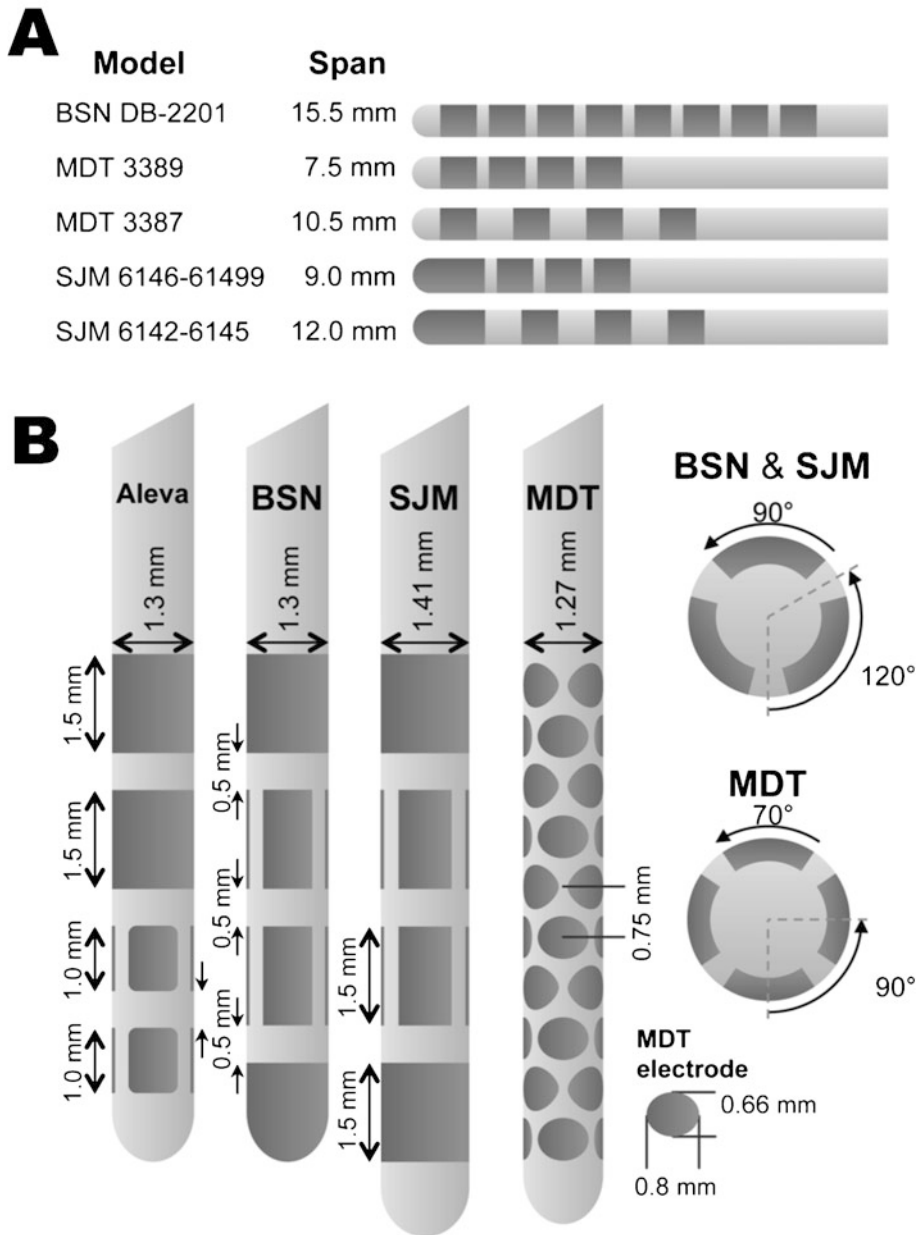 A
Model Span
BSN DB-2201 15.5 mm
MDT 3389 7.5 mm
MDT 3387 10.5 mm
SJM 6146-61499 9.0 mm
SJM 6142-6145 12.0 mm
B
Aleva
BSN
SJM
MDT
1.3 mm
1.3 mm
1.41 mm
1.27 mm
1.5 mm
1.5 mm
1.0 mm
1.0 mm
0.5 mm
0.5 mm
0.5 mm
1.5 mm
1.5 mm
0.75 mm
BSN & SJM
90°
120°
MDT
70°
90°
MDT
electrode
0.66 mm
0.8 mm